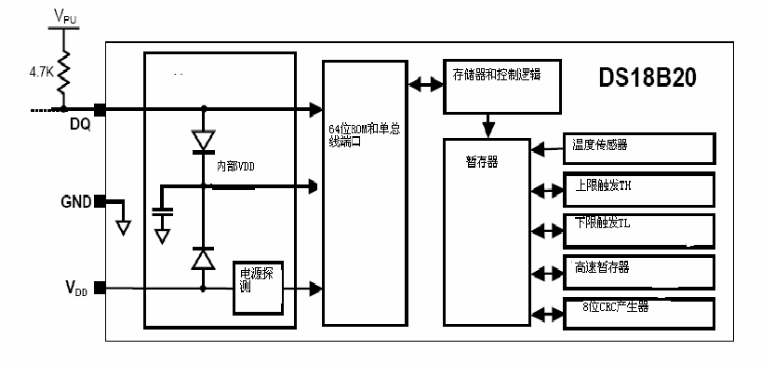 VPU
4.7K
DQ
GND
VDD
内部VDD
电源探
测
64位ROM和单总
线端口
存储器和控制逻辑
DS18B20
暂存器
温度传感器
上限触发TH
下限触发TL
高速暂存器
8位CRC产生器